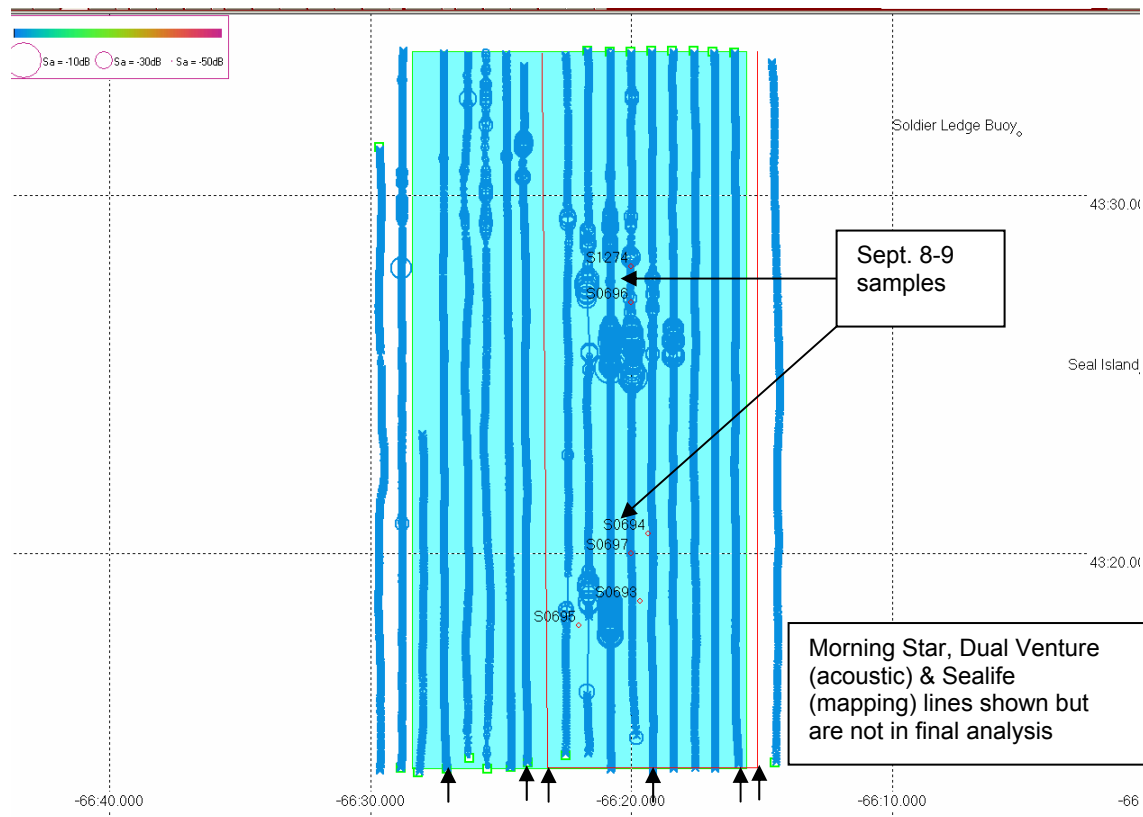 Sa = -10dB Sa = -30dB Sa = -50dB
Soldier Ledge Buoy
43:30.00
Sept. 8-9
samples
S1274
S0696
Seal Island
S0694
S0697
43:20.00
S0693
S0695
Morning Star, Dual Venture
(acoustic) & Sealife
(mapping) lines shown but
are not in final analysis
-66:40.000 -66:30.000 -66:20.000 -66:10.000 -66